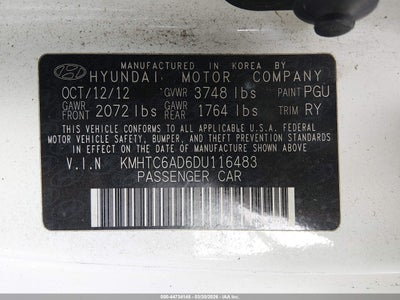 MANUFACTURED IN KOREA BY
HYUNDAI MOTOR COMPANY
OCT/12/12 GVWR 3748 lbs PAINT PGU
GAWR FRONT 2072 lbs GAWR REAR 1764 lbs TRIM RY
THIS VEHICLE CONFORMS TO ALL APPLICABLE U.S.A. FEDERAL
MOTOR VEHICLE SAFETY, BUMPER, AND THEFT PREVENTION
STANDARDS IN EFFECT ON THE DATE OF MANUFACTURE
SHOWN ABOVE.
V.I.N KMHTC6AD6DU116483
PASSENGER CAR